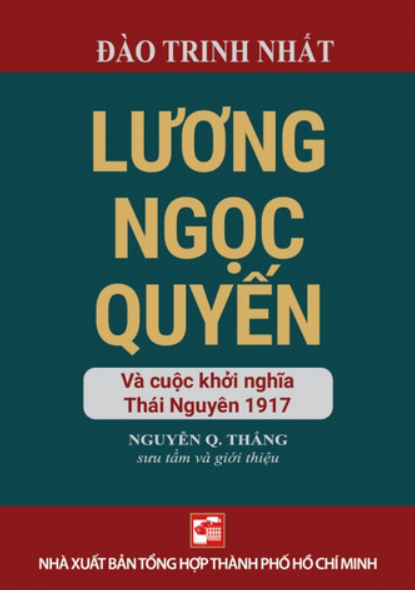 ĐÀO TRINH NHẤT
LƯƠNG
NGỌC
QUYẾN
Và cuộc khởi nghĩa
Thái Nguyên 1917
NGUYỄN Q. THẮNG
sưu tầm và giới thiệu
NHÀ XUẤT BẢN TỔNG HỢP THÀNH PHỐ HỒ CHÍ MINH